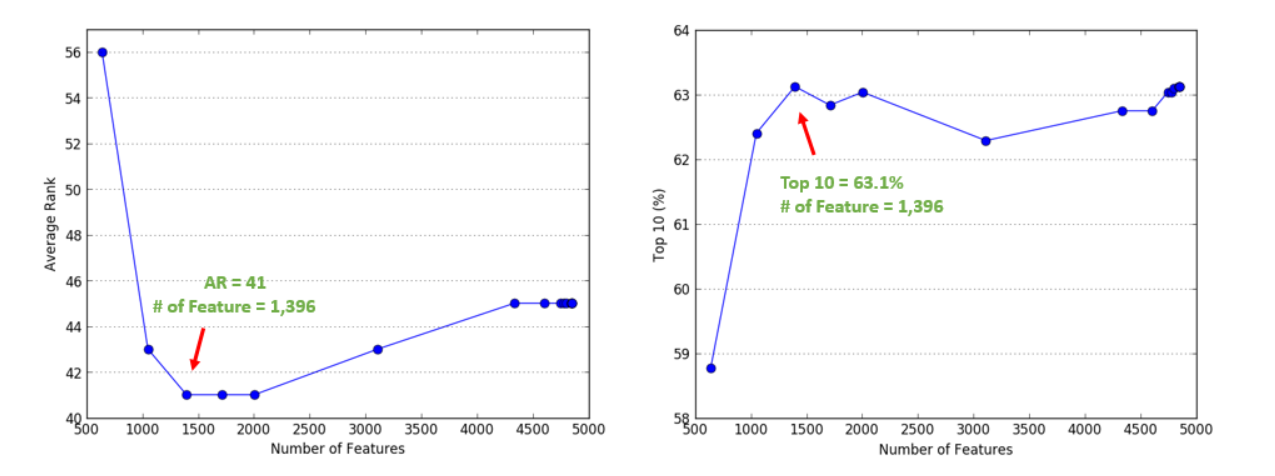 56
54
52
50
48
46
44
42
40
Average Rank
AR = 41
# of Feature = 1,396
500 1000 1500 2000 2500 3000 3500 4000 4500 5000
Number of Features
64
63
62
61
60
59
58
Top 10 (%)
Top 10 = 63.1%
# of Feature = 1,396
500 1000 1500 2000 2500 3000 3500 4000 4500 5000
Number of Features